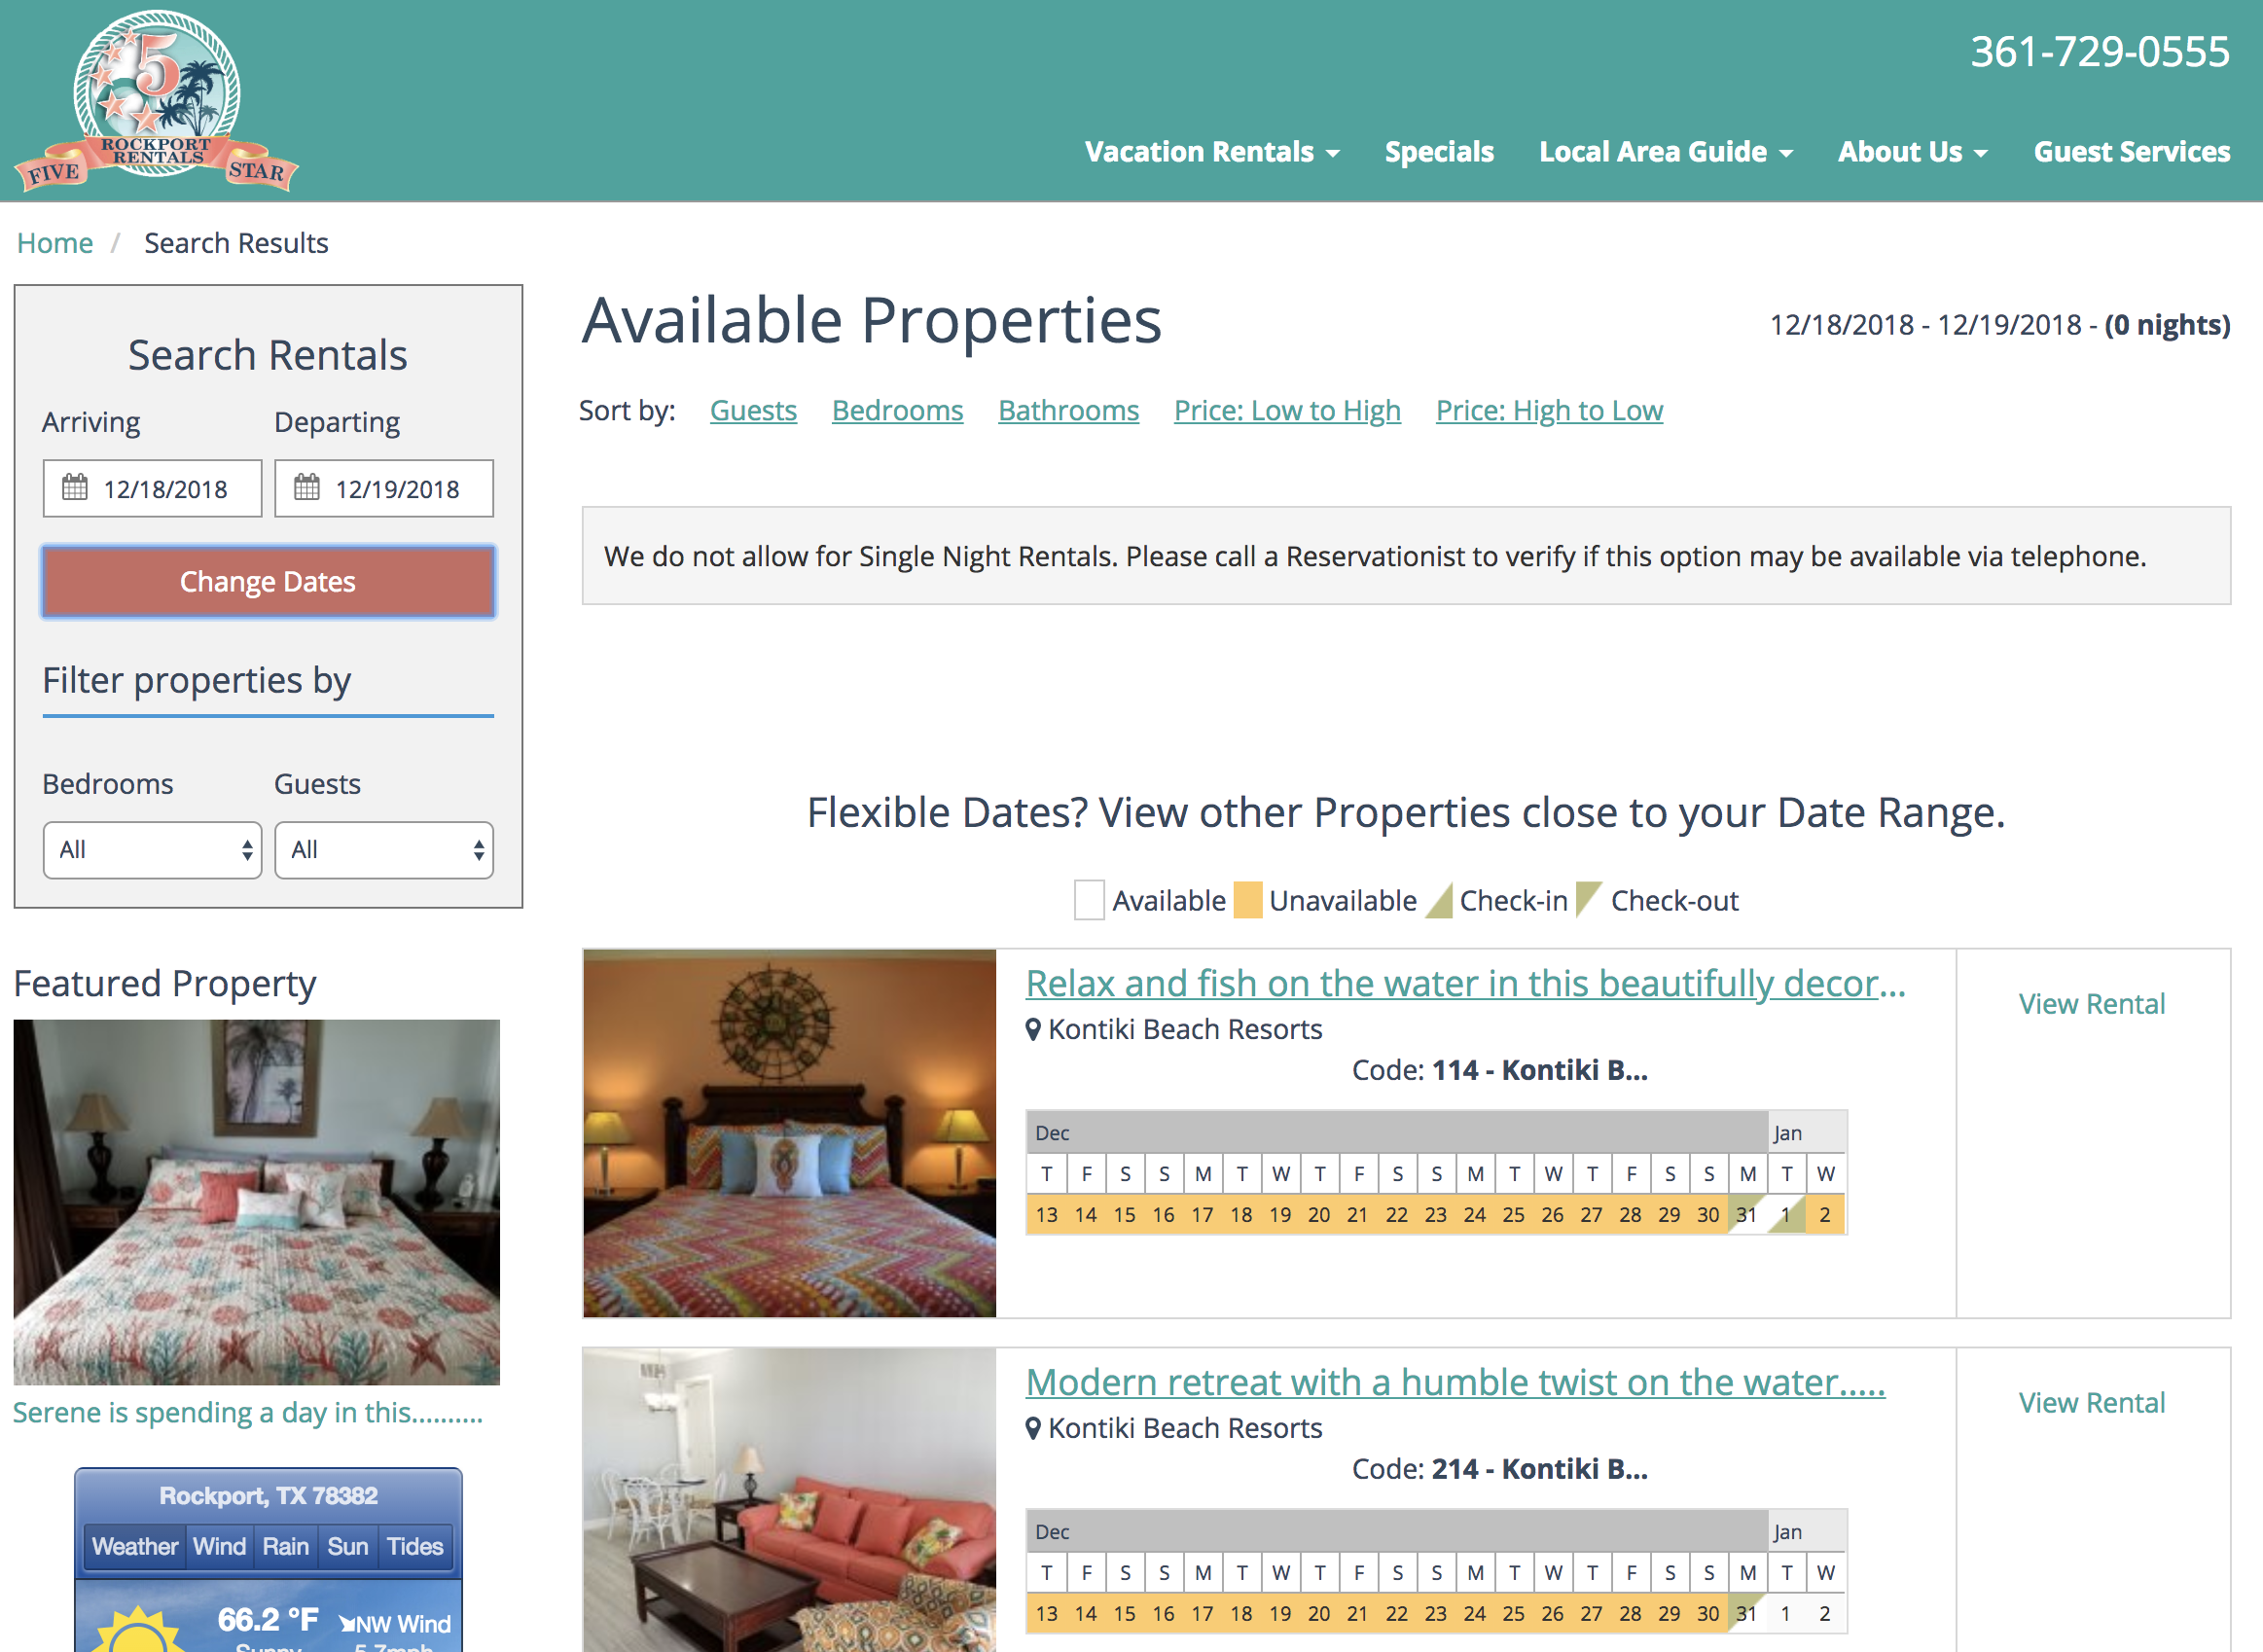 5
ROCKPORT
RENTALS
FIVE STAR
361-729-0555
Vacation Rentals Specials Local Area Guide About Us Guest Services
Home / Search Results
Search Rentals
Arriving Departing
12/18/2018 12/19/2018
Change Dates
Filter properties by
Bedrooms Guests
All All
Featured Property
Serene is spending a day in this..........
Rockport, TX 78382
Weather Wind Rain Sun Tides
66.2 °F NW Wind
Sunny 5.7mph
Available Properties
12/18/2018 - 12/19/2018 - (0 nights)
Sort by: Guests Bedrooms Bathrooms Price: Low to High Price: High to Low
We do not allow for Single Night Rentals. Please call a Reservationist to verify if this option may be available via telephone.
Flexible Dates? View other Properties close to your Date Range.
Available Unavailable Check-in Check-out
Relax and fish on the water in this beautifully decor...
Kontiki Beach Resorts
Code: 114 - Kontiki B...
Dec Jan
T F S S M T W T F S S M T W T F S S M T W
13 14 15 16 17 18 19 20 21 22 23 24 25 26 27 28 29 30 31 1 2
View Rental
Modern retreat with a humble twist on the water.....
Kontiki Beach Resorts
Code: 214 - Kontiki B...
Dec Jan
T F S S M T W T F S S M T W T F S S M T W
13 14 15 16 17 18 19 20 21 22 23 24 25 26 27 28 29 30 31 1 2
View Rental